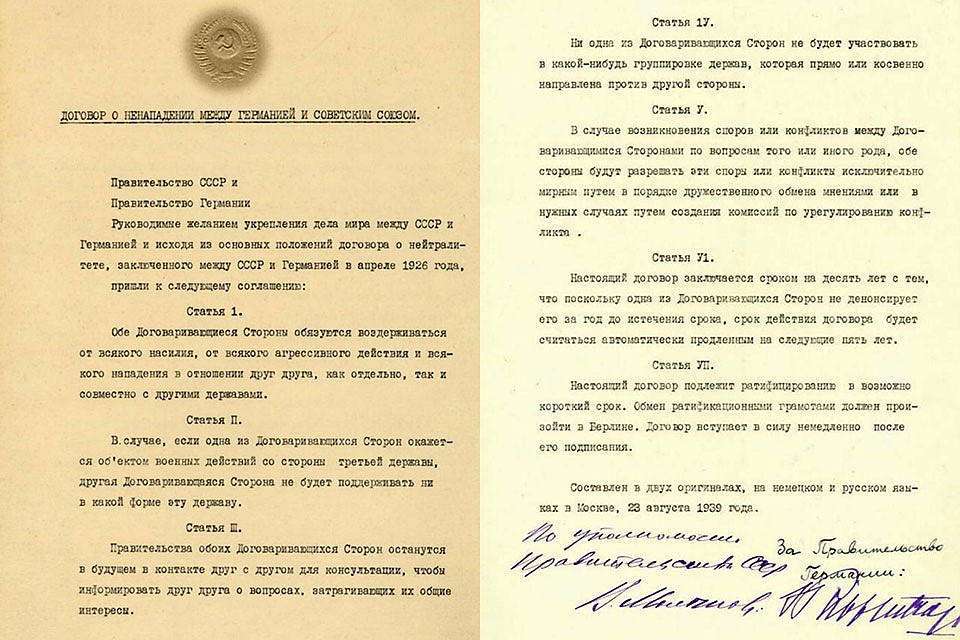 ДОГОВОР О НЕНАПАДЕНИИ МЕЖДУ ГЕРМАНИЕЙ И СОВЕТСКИМ СОЮЗОМ.
Правительство СССР и
Правительство Германии
Руководимые желанием укрепления дела мира между СССР и
Германией и исходя из основных положений договора о нейтрали-
тете, заключенного между СССР и Германией в апреле 1926 года,
пришли к следующему соглашению:
Статья 1.
Обе Договаривающиеся Стороны обязуются воздерживаться
от всякого насилия, от всякого агрессивного действия и вся-
кого нападения в отношении друг друга, как отдельно, так и
совместно с другими державами.
Статья П.
В случае, если одна из Договаривающихся Сторон окажет-
ся об'ектом военных действий со стороны третьей державы,
другая Договаривающаяся Сторона не будет поддерживать ни
в какой форме эту державу.
Статья Ш.
Правительства обоих Договаривающихся Сторон останутся
в будущем в контакте друг с другом для консультации, чтобы
информировать друг друга о вопросах, затрагивающих их общие
интересы.
Статья 1У.
Ни одна из Договаривающихся Сторон не будет участвовать
в какой-нибудь группировке держав, которая прямо или косвенно
направлена против другой стороны.
Статья У.
В случае возникновения споров или конфликтов между Дого-
варивающимися Сторонами по вопросам того или иного рода, обе
стороны будут разрешать эти споры или конфликты исключительно
мирным путем в порядке дружественного обмена мнениями или в
нужных случаях путем создания комиссий по урегулированию конф-
ликта .
Статья У1.
Настоящий договор заключается сроком на десять лет с тем,
что поскольку одна из Договаривающихся Сторон не денонсирует
его за год до истечения срока, срок действия договора будет
считаться автоматически продленным на следующие пять лет.
Статья УП.
Настоящий договор подлежит ратифицированию в возможно
короткий срок. Обмен ратификационными грамотами должен прои-
зойти в Берлине. Договор вступает в силу немедленно после
его подписания.
Составлен в двух оригиналах, на немецком и русском язы-
ках в Москве, 23 августа 1939 года.
По уполномочию
Правительства СССР
В. Молотов.
За Правительство
Германии: